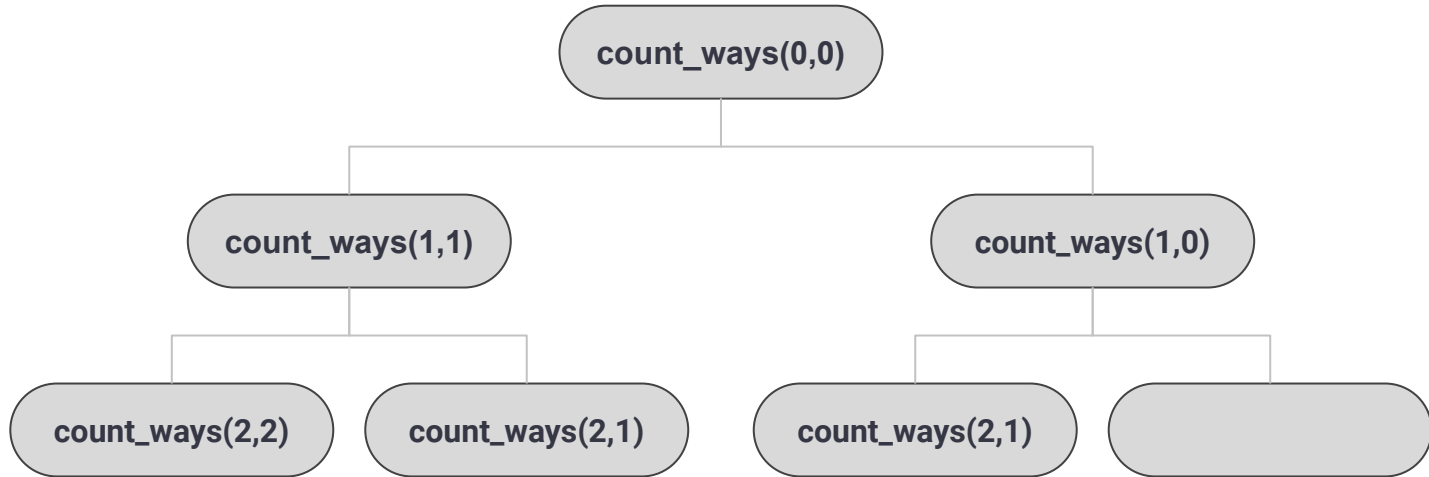 count_ways(0,0)
count_ways(1,1)
count_ways(1,0)
count_ways(2,2)
count_ways(2,1)
count_ways(2,1)